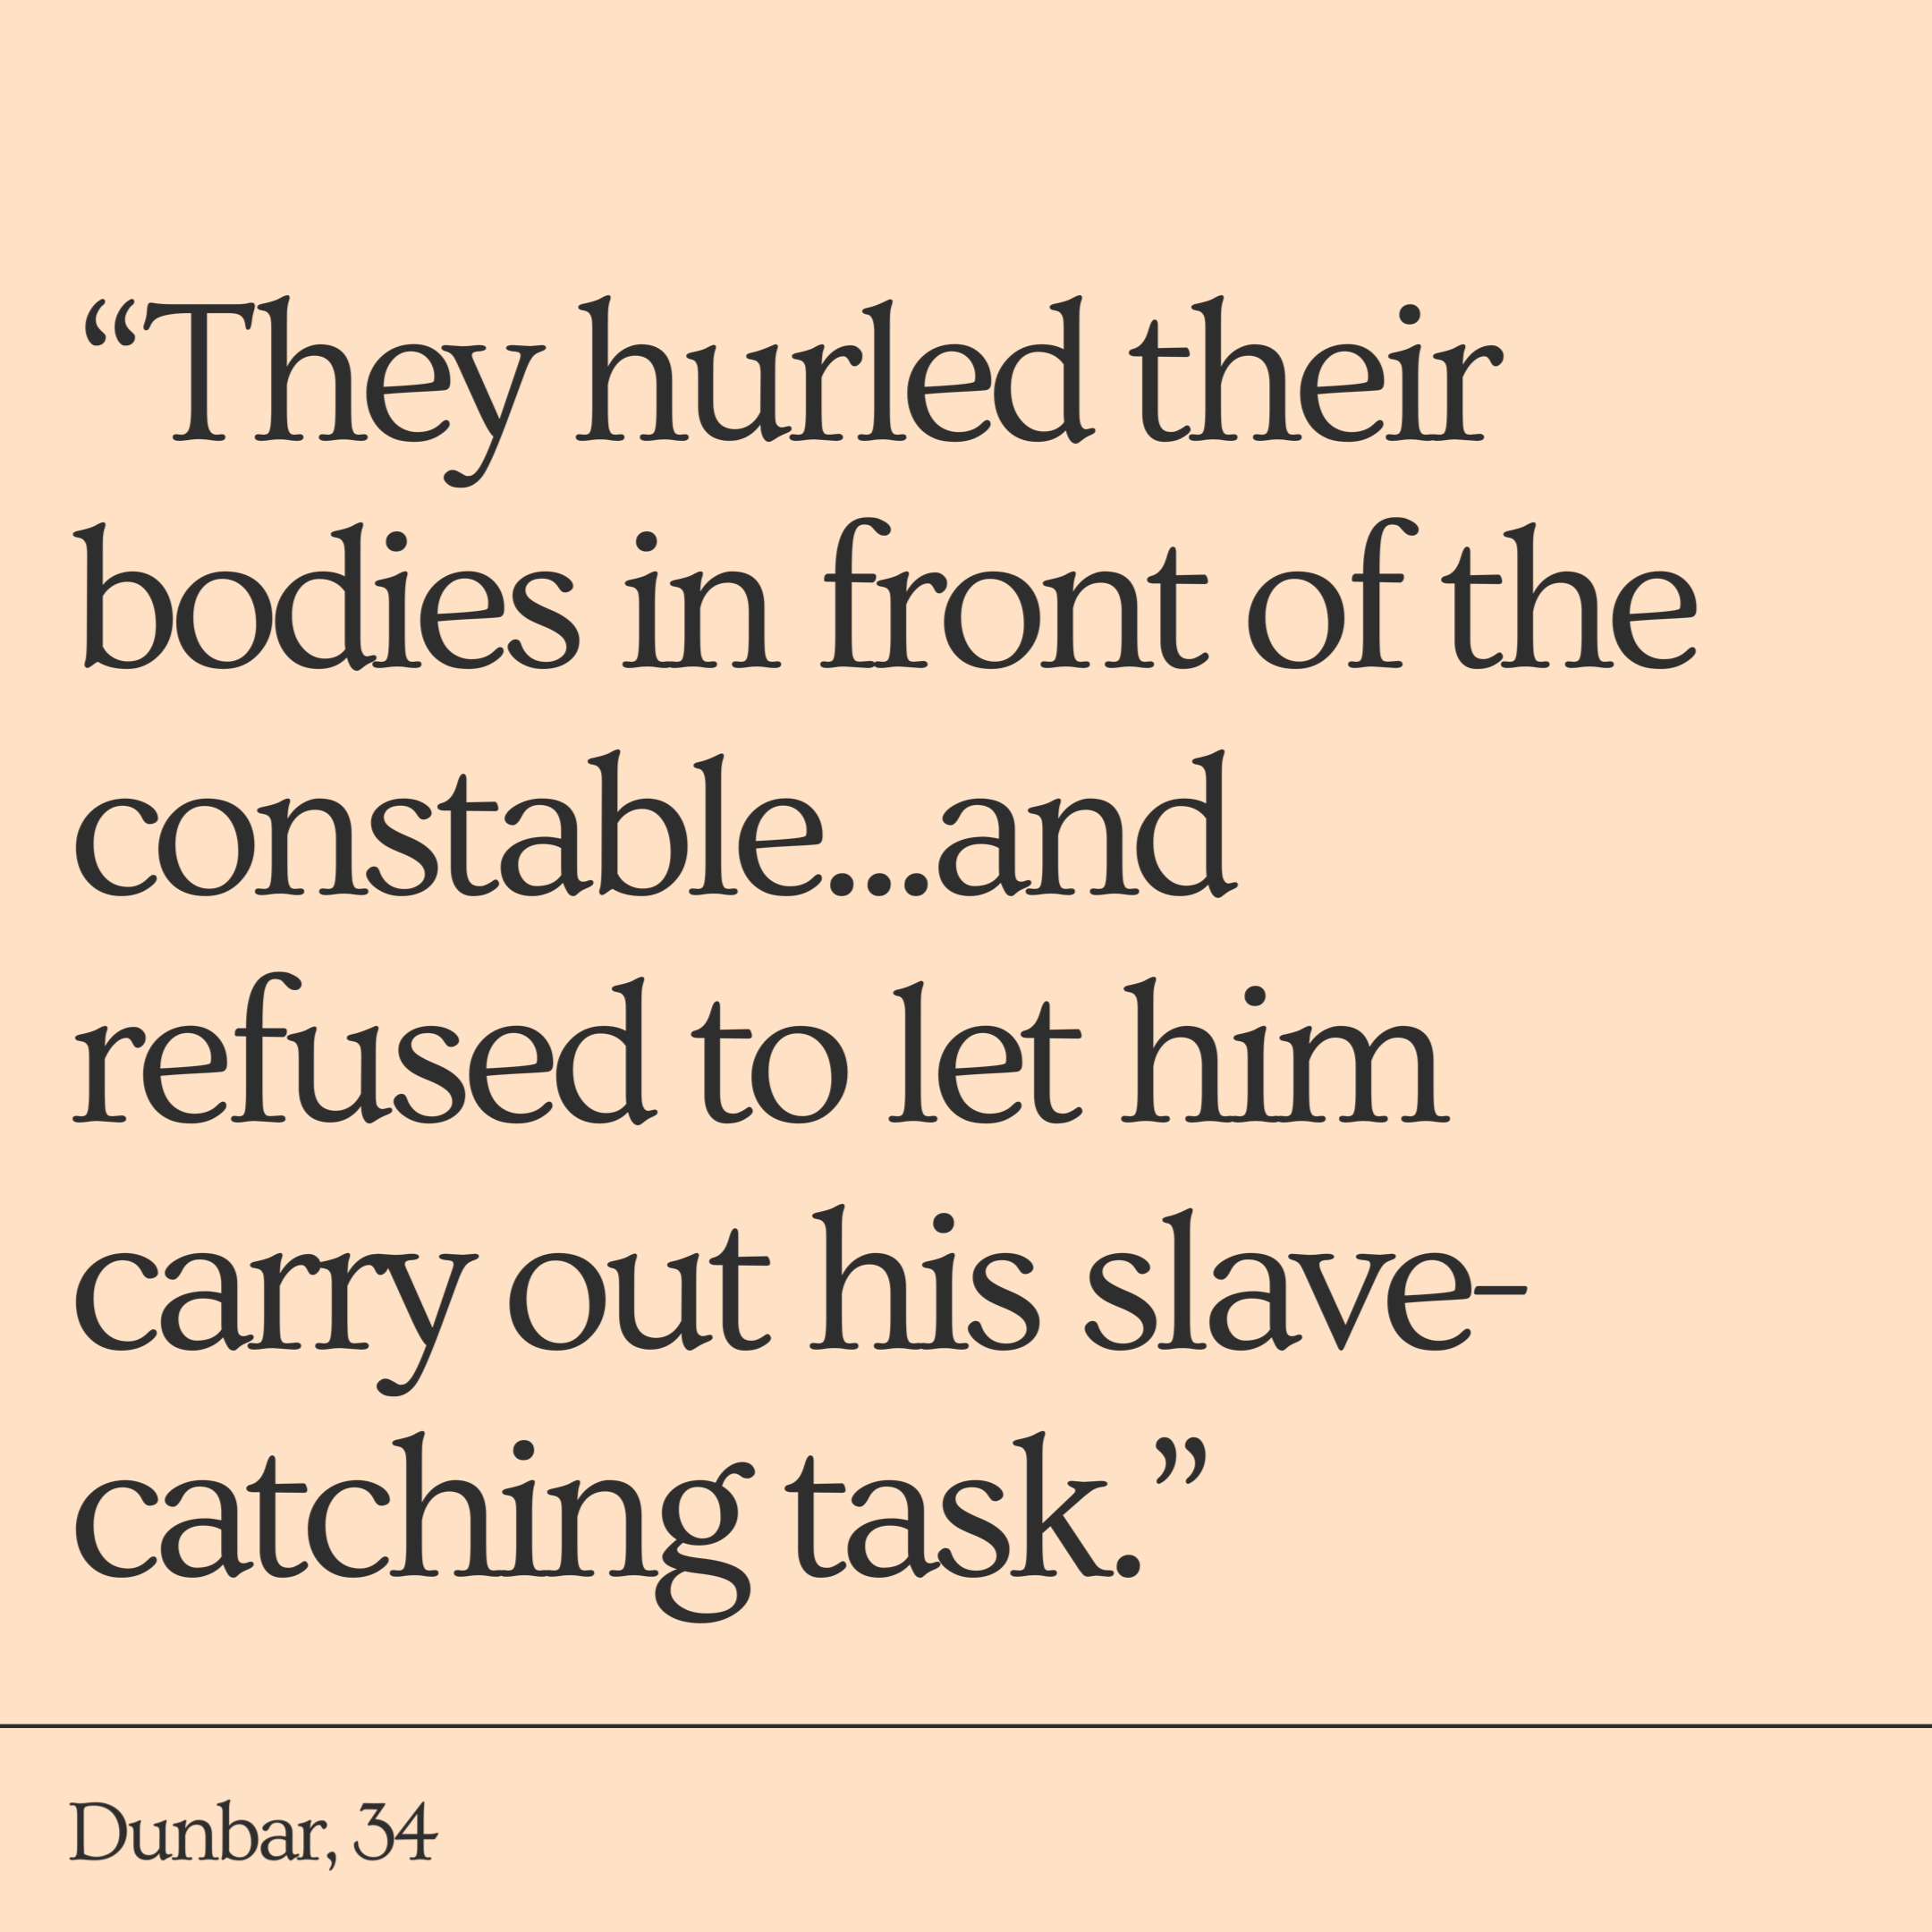 “They hurled their
bodies in front of the
constable...and
refused to let him
carry out his slave-
catching task.”
Dunbar, 34